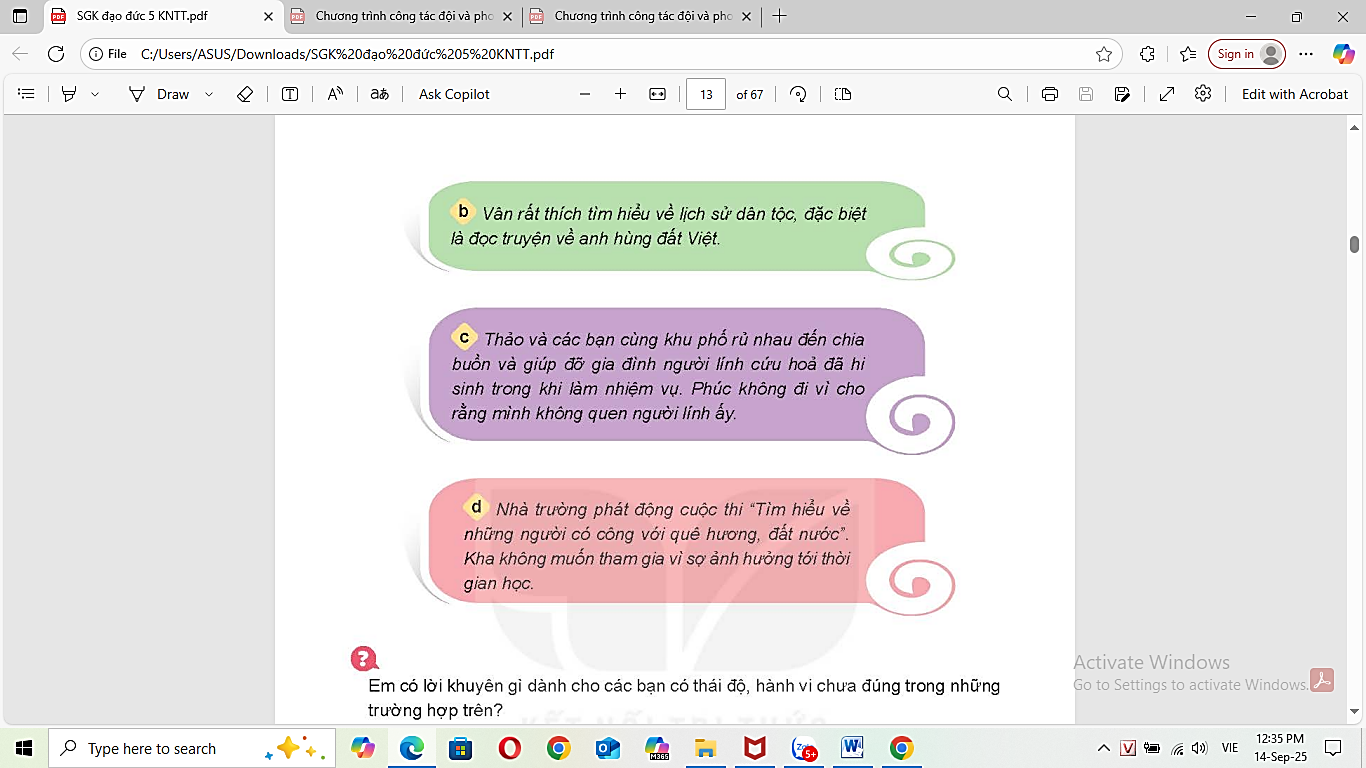 SGK đạo đức 5 KNTT.pdf
Chương trình công tác đội và pho
Chương trình công tác đội và pho
File
C:/Users/ASUS/Downloads/SGK%20đạo%20đức%205%20KNTT.pdf
Sign in
Draw
aあ
Ask Copilot
13
of 67
Edit with Acrobat
b Vân rất thích tìm hiểu về lịch sử dân tộc, đặc biệt
là đọc truyện về anh hùng đất Việt.
c Thảo và các bạn cùng khu phố rủ nhau đến chia
buồn và giúp đỡ gia đình người lính cứu hoả đã hi
sinh trong khi làm nhiệm vụ. Phúc không đi vì cho
rằng mình không quen người lính ấy.
d Nhà trường phát động cuộc thi “Tìm hiểu về
những người có công với quê hương, đất nước”.
Kha không muốn tham gia vì sợ ảnh hưởng tới thời
gian học.
?
Em có lời khuyên gì dành cho các bạn có thái độ, hành vi chưa đúng trong những
trường hợp trên?
KẾT NỐI TRI THỨC
Activate Windows
Go to Settings to activate Windows.
Type here to search
M365
5+
W
V
VIE
12:35 PM
14-Sep-25